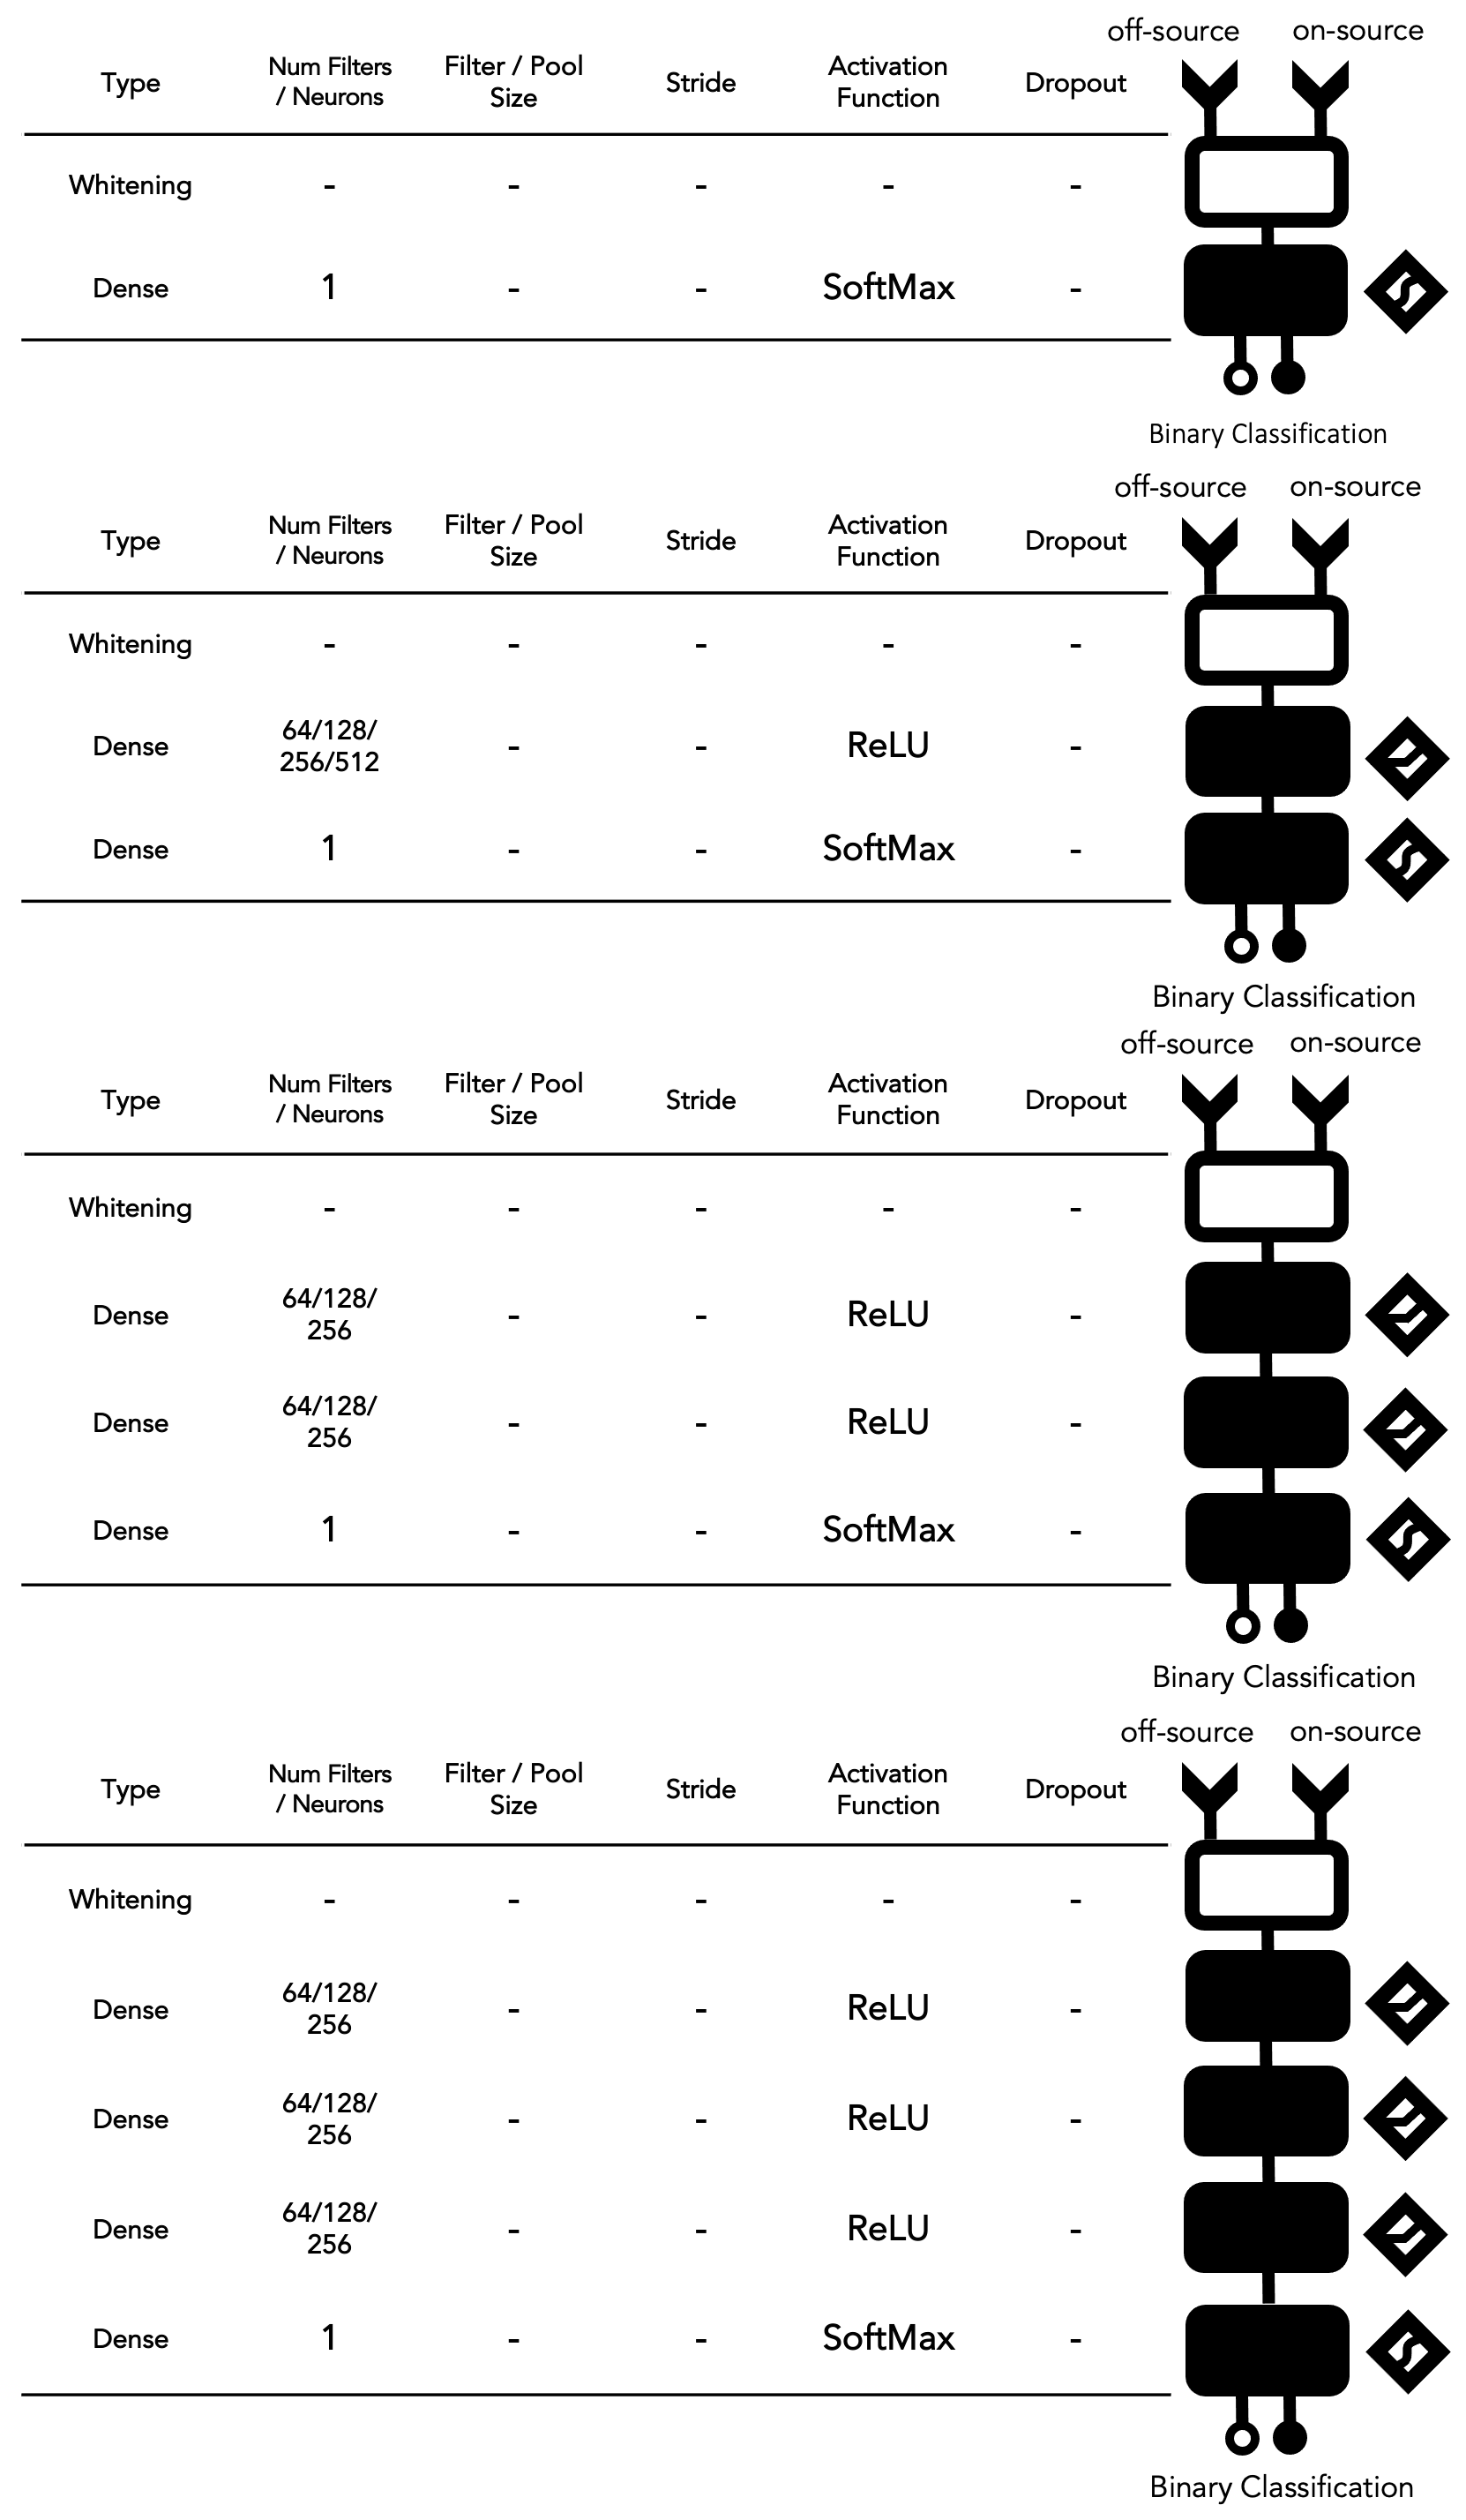 off-source on-source
Type Num Filters / Neurons Filter / Pool Size Stride Activation Function Dropout
Whitening - - - - -
Dense 1 - - SoftMax -
Binary Classification
off-source on-source
Type Num Filters / Neurons Filter / Pool Size Stride Activation Function Dropout
Whitening - - - - -
Dense 64/128/ 256/512 - - ReLU -
Dense 1 - - SoftMax -
Binary Classification
off-source on-source
Type Num Filters / Neurons Filter / Pool Size Stride Activation Function Dropout
Whitening - - - - -
Dense 64/128/ 256 - - ReLU -
Dense 64/128/ 256 - - ReLU -
Dense 1 - - SoftMax -
Binary Classification
off-source on-source
Type Num Filters / Neurons Filter / Pool Size Stride Activation Function Dropout
Whitening - - - - -
Dense 64/128/ 256 - - ReLU -
Dense 64/128/ 256 - - ReLU -
Dense 64/128/ 256 - - ReLU -
Dense 1 - - SoftMax -
Binary Classification